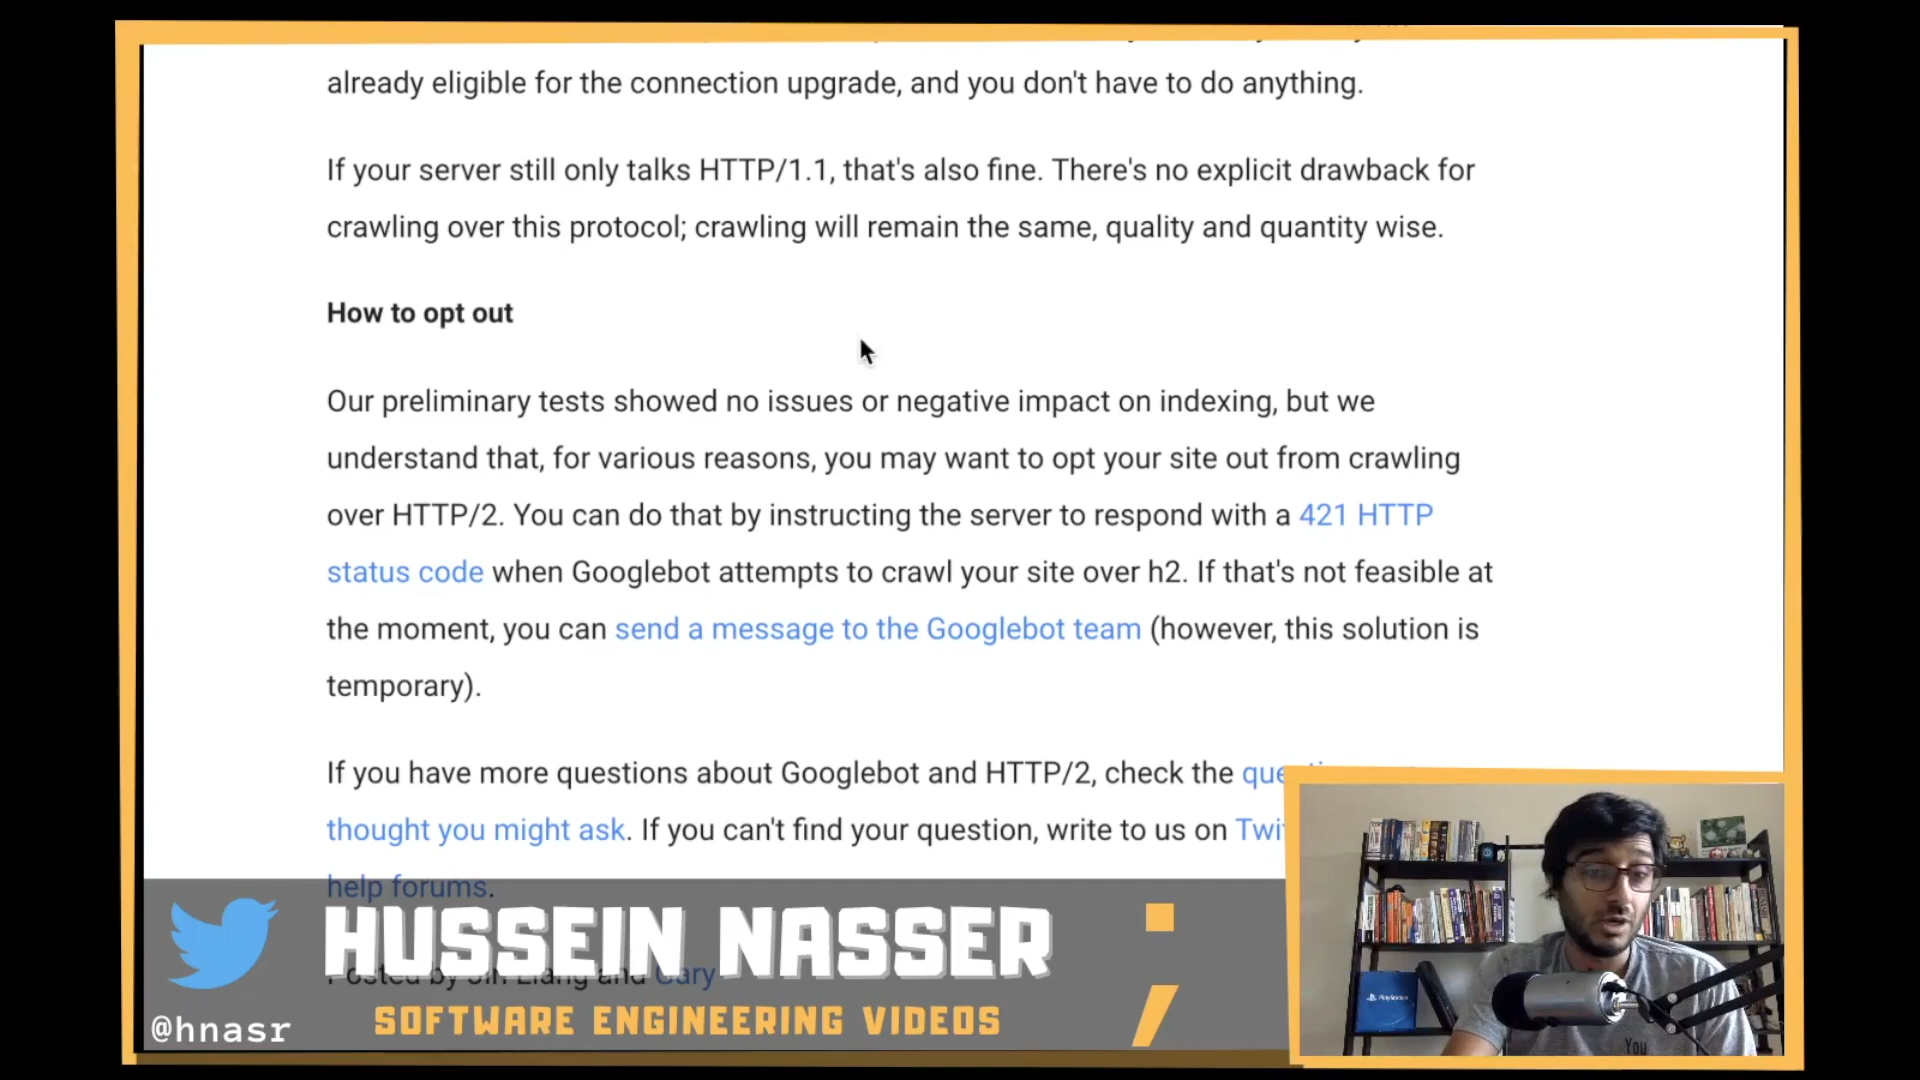 already eligible for the connection upgrade, and you don't have to do anything.
If your server still only talks HTTP/1.1, that's also fine. There's no explicit drawback for
crawling over this protocol; crawling will remain the same, quality and quantity wise.
How to opt out
Our preliminary tests showed no issues or negative impact on indexing, but we
understand that, for various reasons, you may want to opt your site out from crawling
over HTTP/2. You can do that by instructing the server to respond with a 421 HTTP
status code when Googlebot attempts to crawl your site over h2. If that's not feasible at
the moment, you can send a message to the Googlebot team (however, this solution is
temporary).
If you have more questions about Googlebot and HTTP/2, check the
thought you might ask. If you can't find your question, write to us on
help forums.
HUSSEIN NASSER
Posted by Jin Liang and Gary
SOFTWARE ENGINEERING VIDEOS
@hnasr
;
PlayStation
You